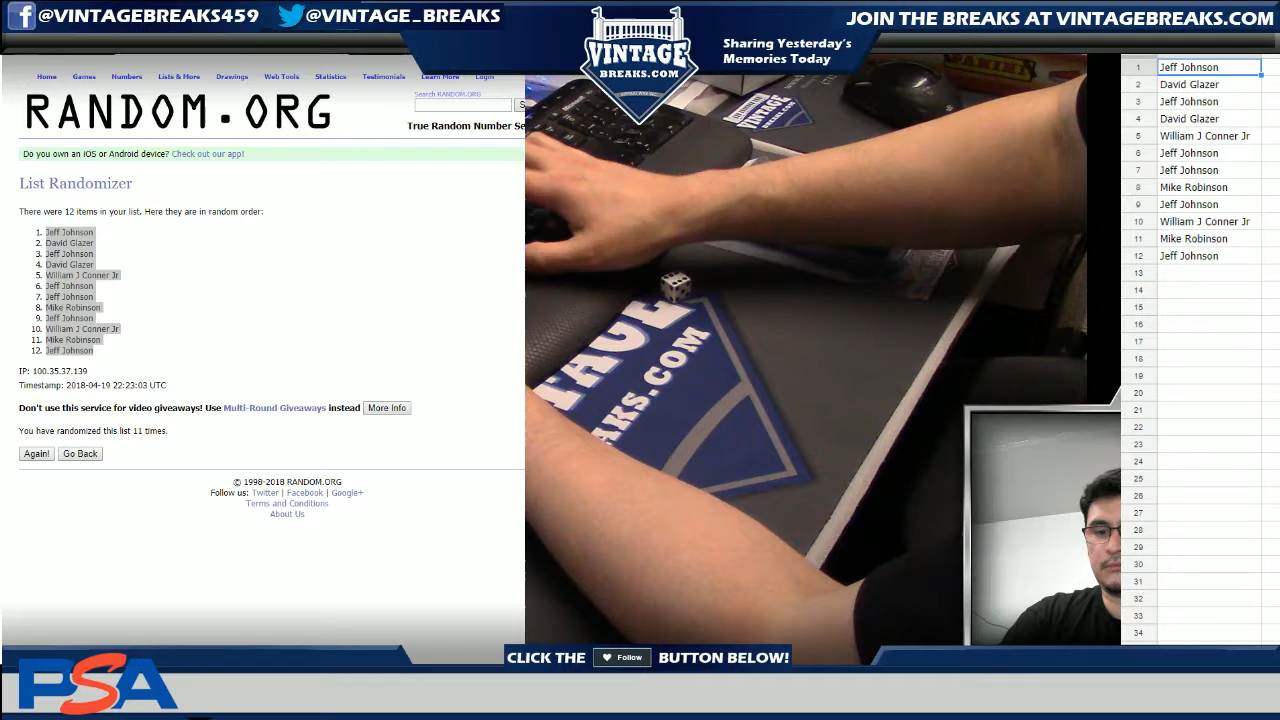 @VINTAGEBREAKS459
@VINTAGE_BREAKS
JOIN THE BREAKS AT VINTAGEBREAKS.COM
VINTAGE
BREAKS.COM
Sharing Yesterday's
Memories Today
Home Games Numbers Lists & More Drawings Web Tools Statistics Testimonials Learn More Login
RANDOM.ORG
Search RANDOM.ORG
True Random Number Se
Do you own an iOS or Android device? Check out our app!
List Randomizer
There were 12 items in your list. Here they are in random order:
1. Jeff Johnson
2. David Glazer
3. Jeff Johnson
4. David Glazer
5. William J Conner Jr
6. Jeff Johnson
7. Jeff Johnson
8. Mike Robinson
9. Jeff Johnson
10. William J Conner Jr
11. Mike Robinson
12. Jeff Johnson
IP: 100.35.37.139
Timestamp: 2018-04-19 22:23:03 UTC
Don't use this service for video giveaways! Use Multi-Round Giveaways instead More Info
You have randomized this list 11 times.
Again! Go Back
© 1998-2018 RANDOM.ORG
Follow us: Twitter | Facebook | Google+
Terms and Conditions
About Us
VINTAGE
TAGE
AKS.COM
1 Jeff Johnson
2 David Glazer
3 Jeff Johnson
4 David Glazer
5 William J Conner Jr
6 Jeff Johnson
7 Jeff Johnson
8 Mike Robinson
9 Jeff Johnson
10 William J Conner Jr
11 Mike Robinson
12 Jeff Johnson
13
14
15
16
17
18
19
20
21
22
23
24
25
26
27
28
29
30
31
32
33
34
CLICK THE Follow BUTTON BELOW!
PSA